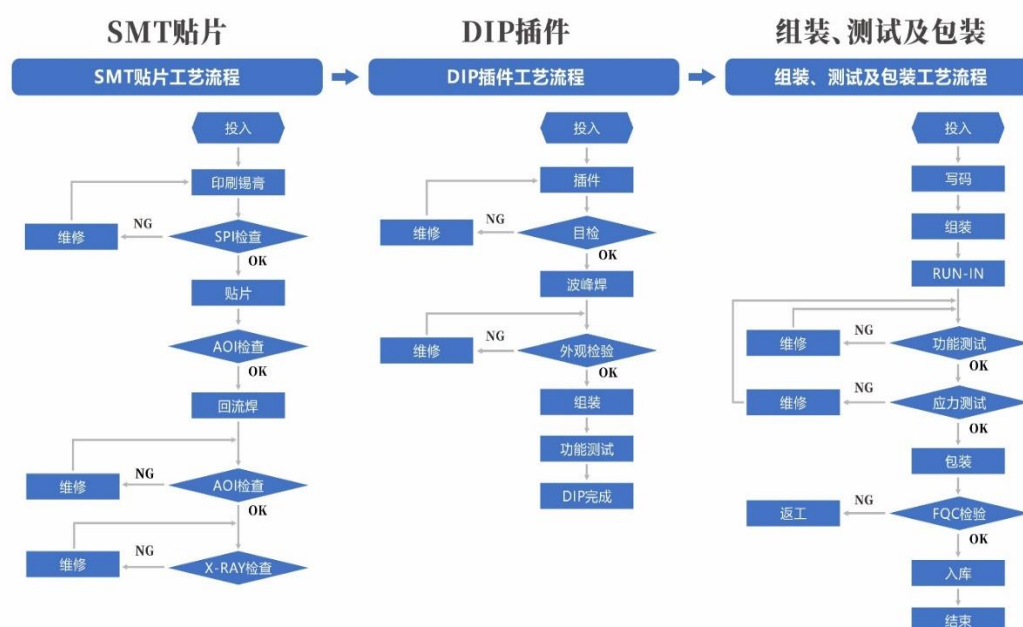 SMT贴片
SMT贴片工艺流程
投入
印刷锡膏
维修
NG
SPI检查
OK
贴片
AOI检查
OK
回流焊
维修
NG
AOI检查
OK
维修
NG
X-RAY检查
DIP插件
DIP插件工艺流程
投入
插件
维修
NG
目检
OK
波峰焊
维修
NG
外观检验
OK
组装
功能测试
DIP完成
组装、测试及包装
组装、测试及包装工艺流程
投入
写码
组装
RUN-IN
维修
NG
功能测试
OK
维修
NG
应力测试
OK
包装
返工
NG
FQC检验
OK
入库
结束